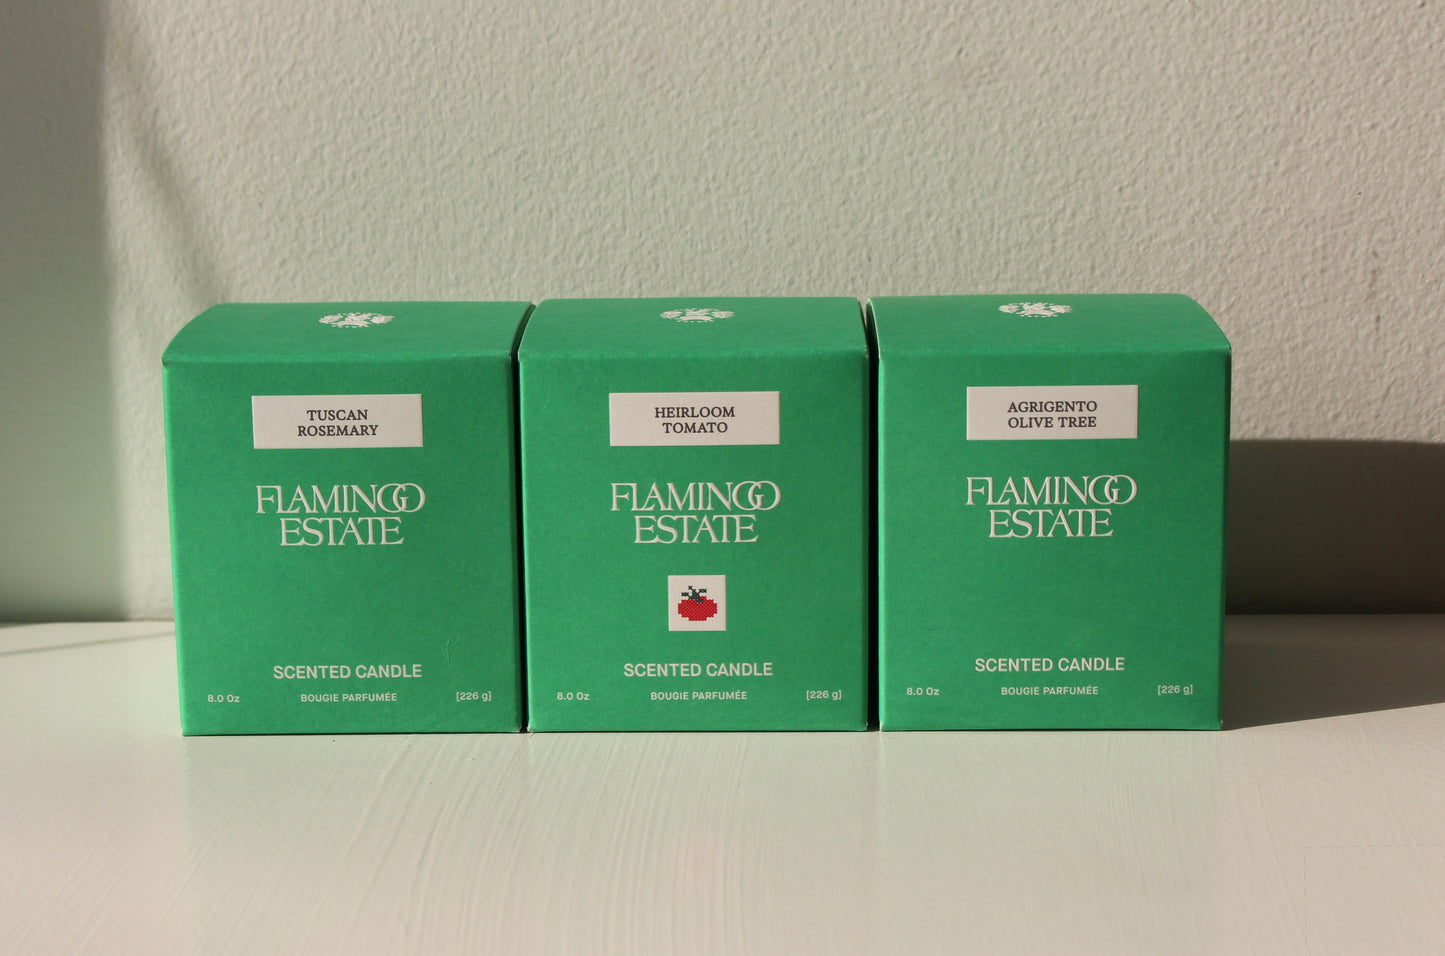 TUSCAN
ROSEMARY
FLAMINGO
ESTATE
SCENTED CANDLE
8.0 Oz
BOUGIE PARFUMÉE
[226 g]
HEIRLOOM
TOMATO
FLAMINGO
ESTATE
SCENTED CANDLE
8.0 Oz
BOUGIE PARFUMÉE
[226 g]
AGRIGENTO
OLIVE TREE
FLAMINGO
ESTATE
SCENTED CANDLE
8.0 Oz
BOUGIE PARFUMÉE
[226 g]